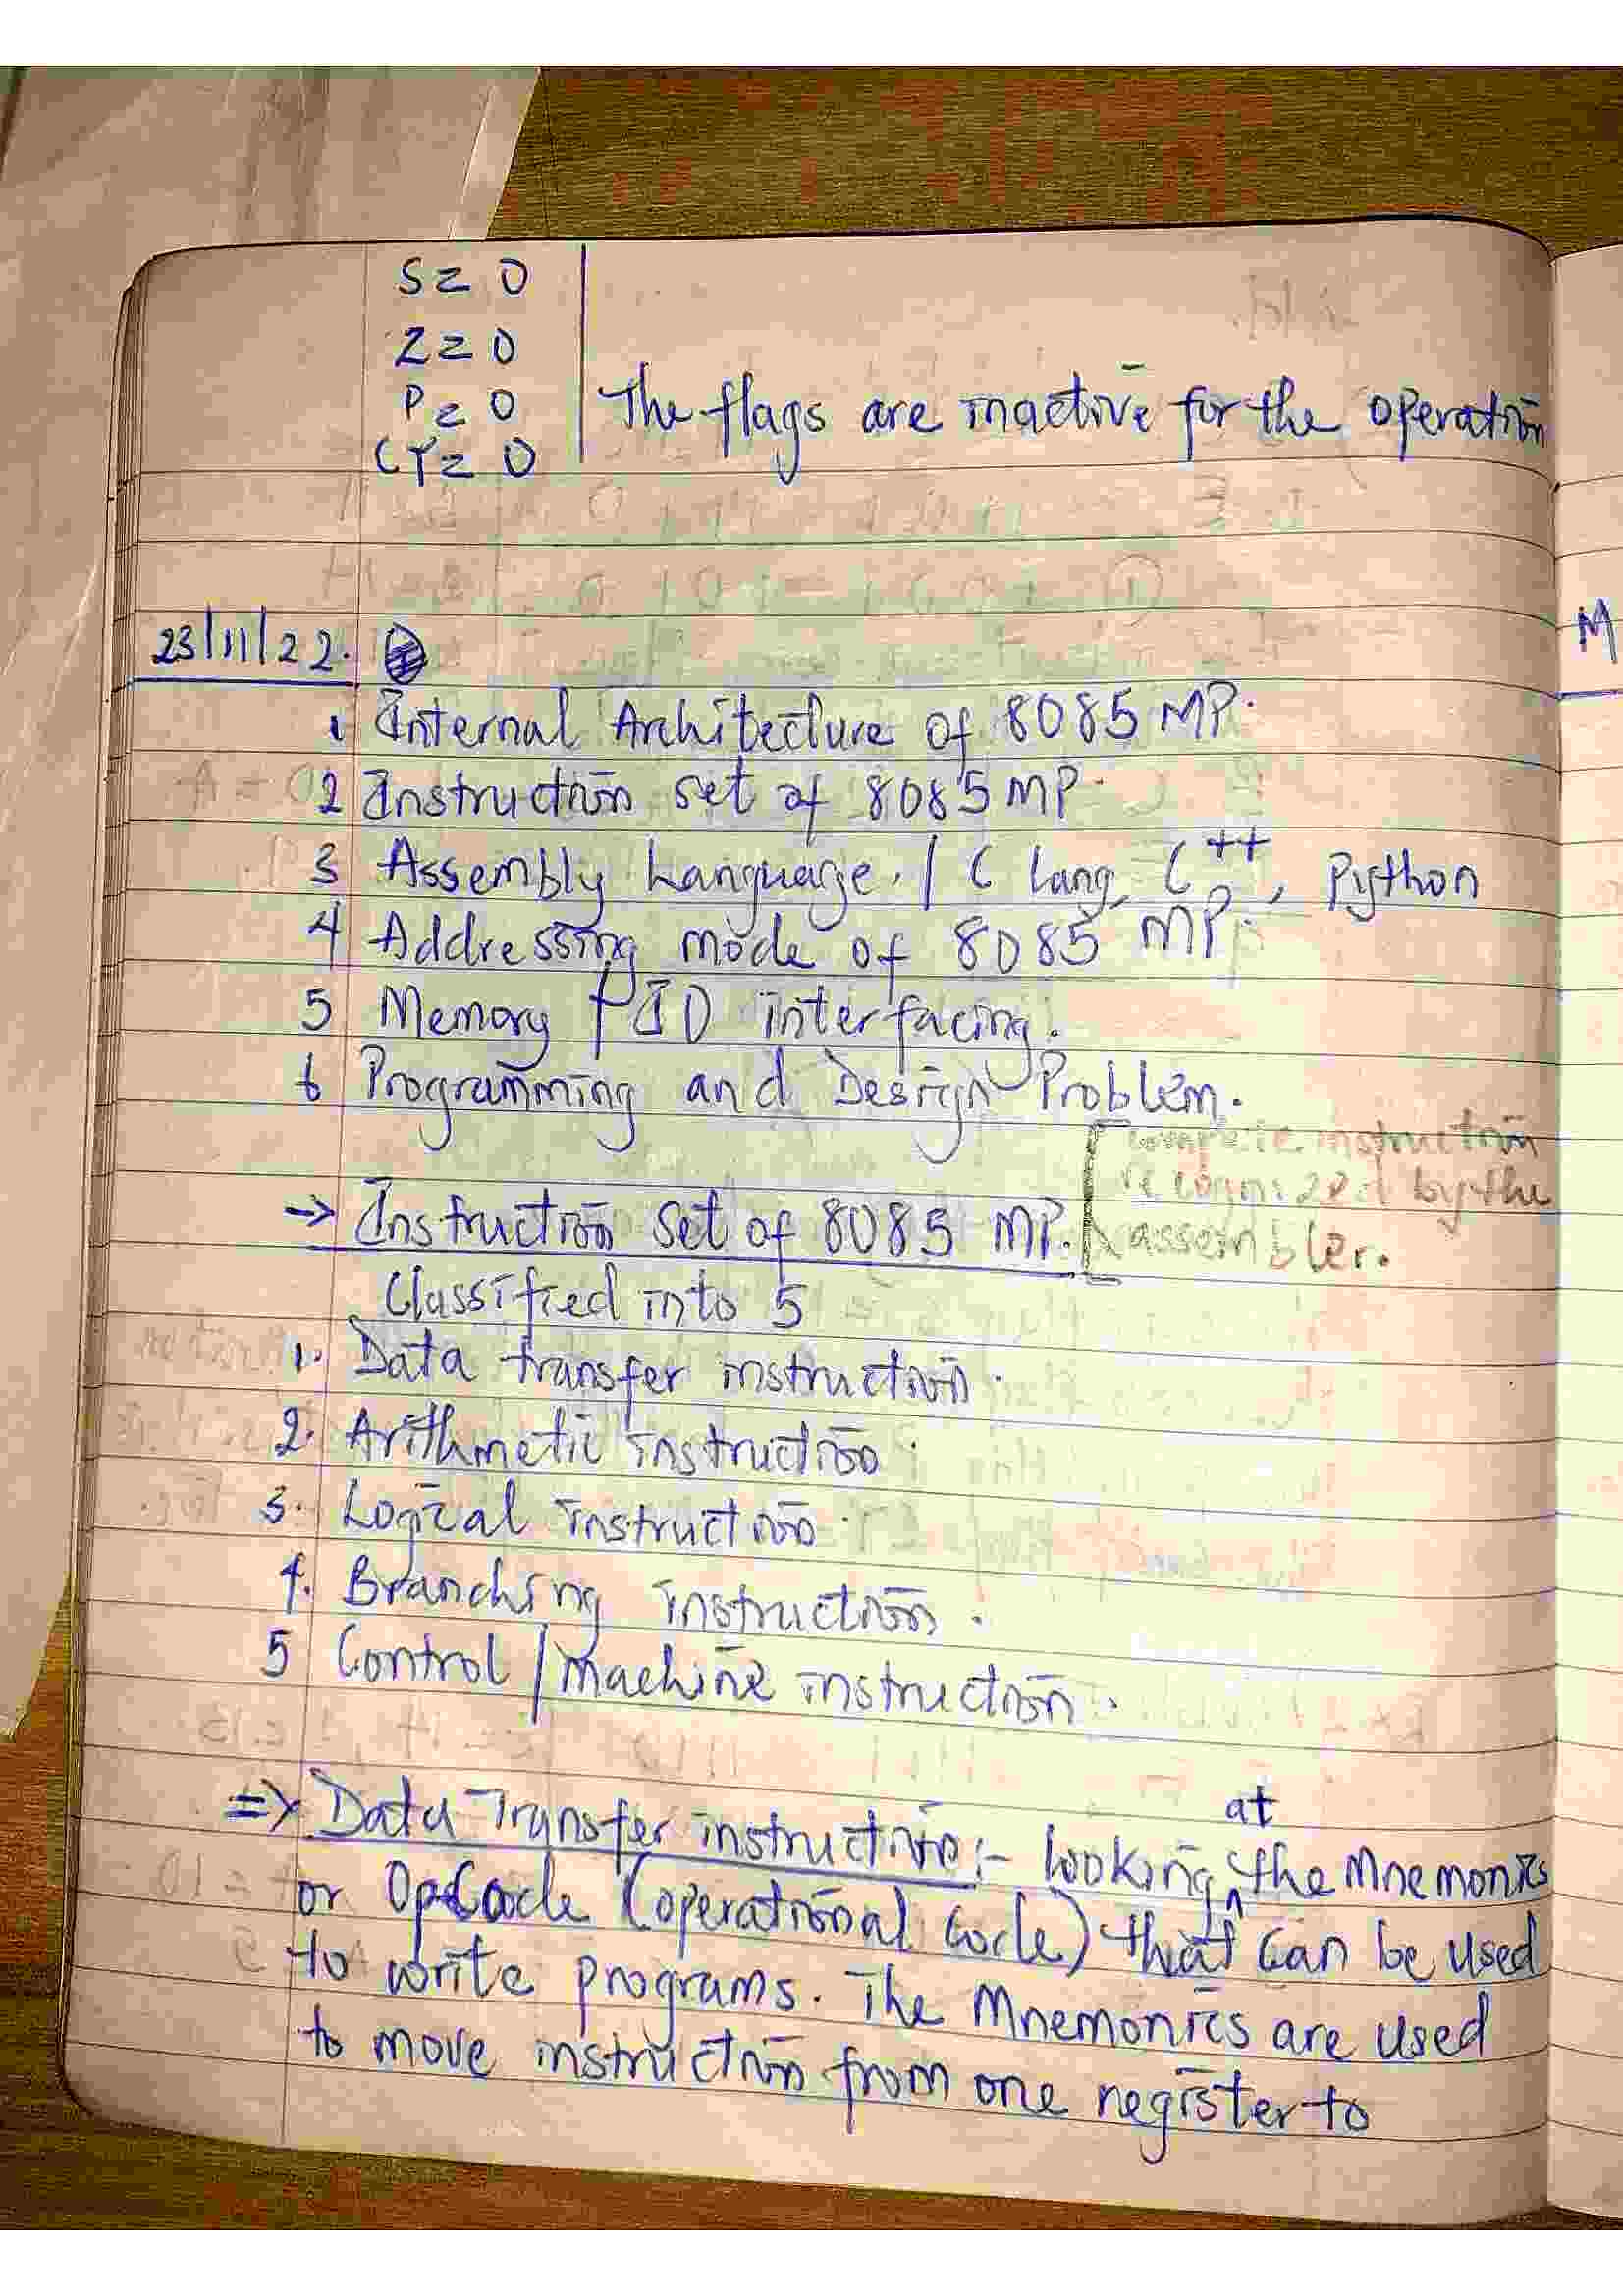 S = 0
Z = 0
P = 0
CY = 0
The flags are inactive for the operation
23/11/22.
1 Internal Architecture of 8085 MP.
2 Instruction set of 8085 MP.
3 Assembly Language. / C lang, C++, Python
4 Addressing mode of 8085 MP.
5 Memory I/O interfacing.
6 Programming and Design Problem.
→ Instruction set of 8085 MP.
[complete instruction
recognized by the
assembler.
Classified into 5
1. Data transfer instruction.
2. Arithmetic instruction.
3. Logical instruction.
4. Branching instruction.
5 Control / machine instruction.
⇒ Data Transfer instruction:- looking at the Mnemonics
or OpCode (operational Code) that can be used
to write programs. The Mnemonics are used
to move instruction from one register to
M